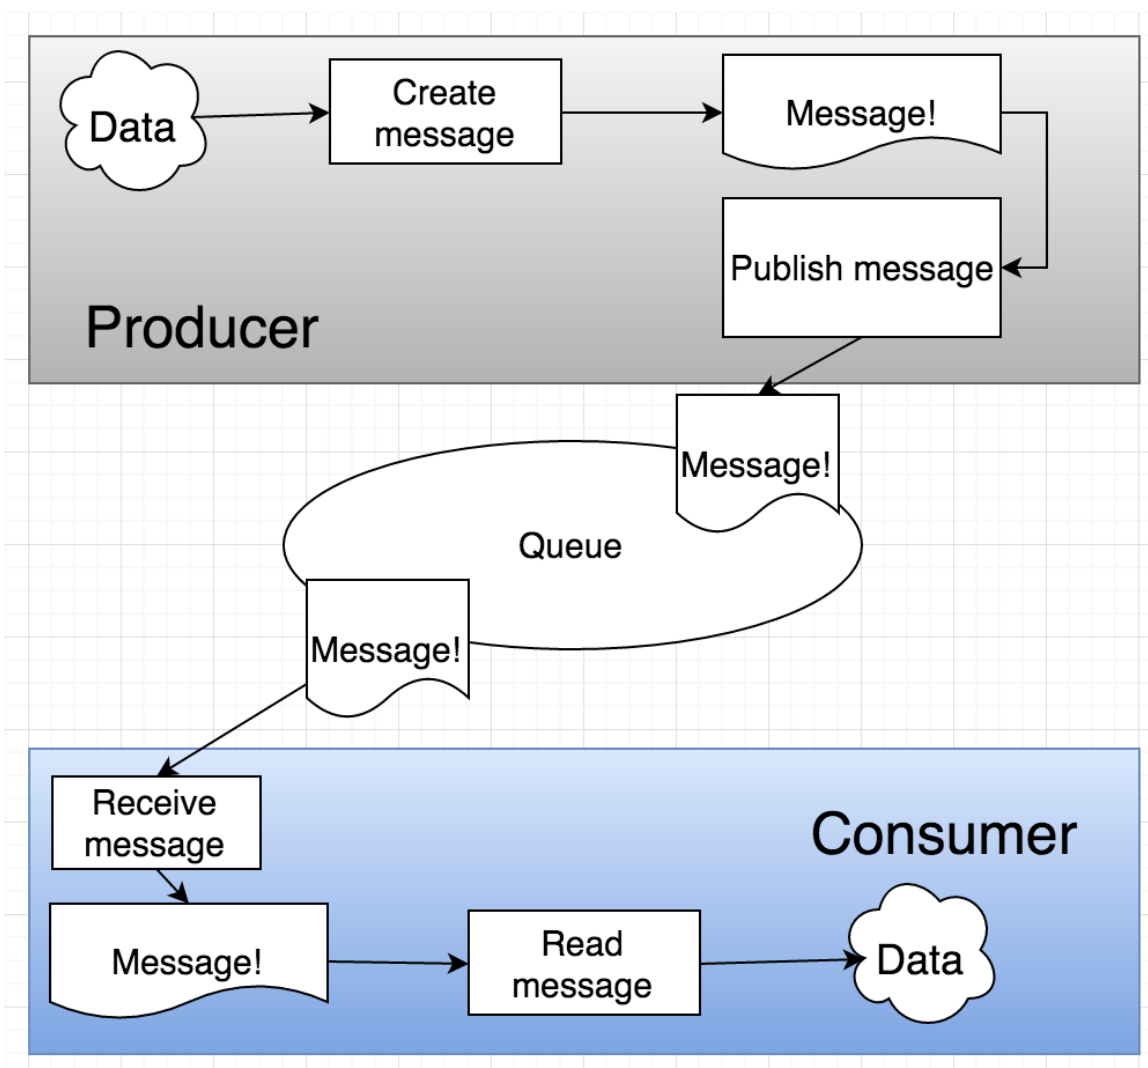 Data
Create
message
Message!
Publish message
Producer
Message!
Queue
Message!
Receive
message
Consumer
Message!
Read
message
Data